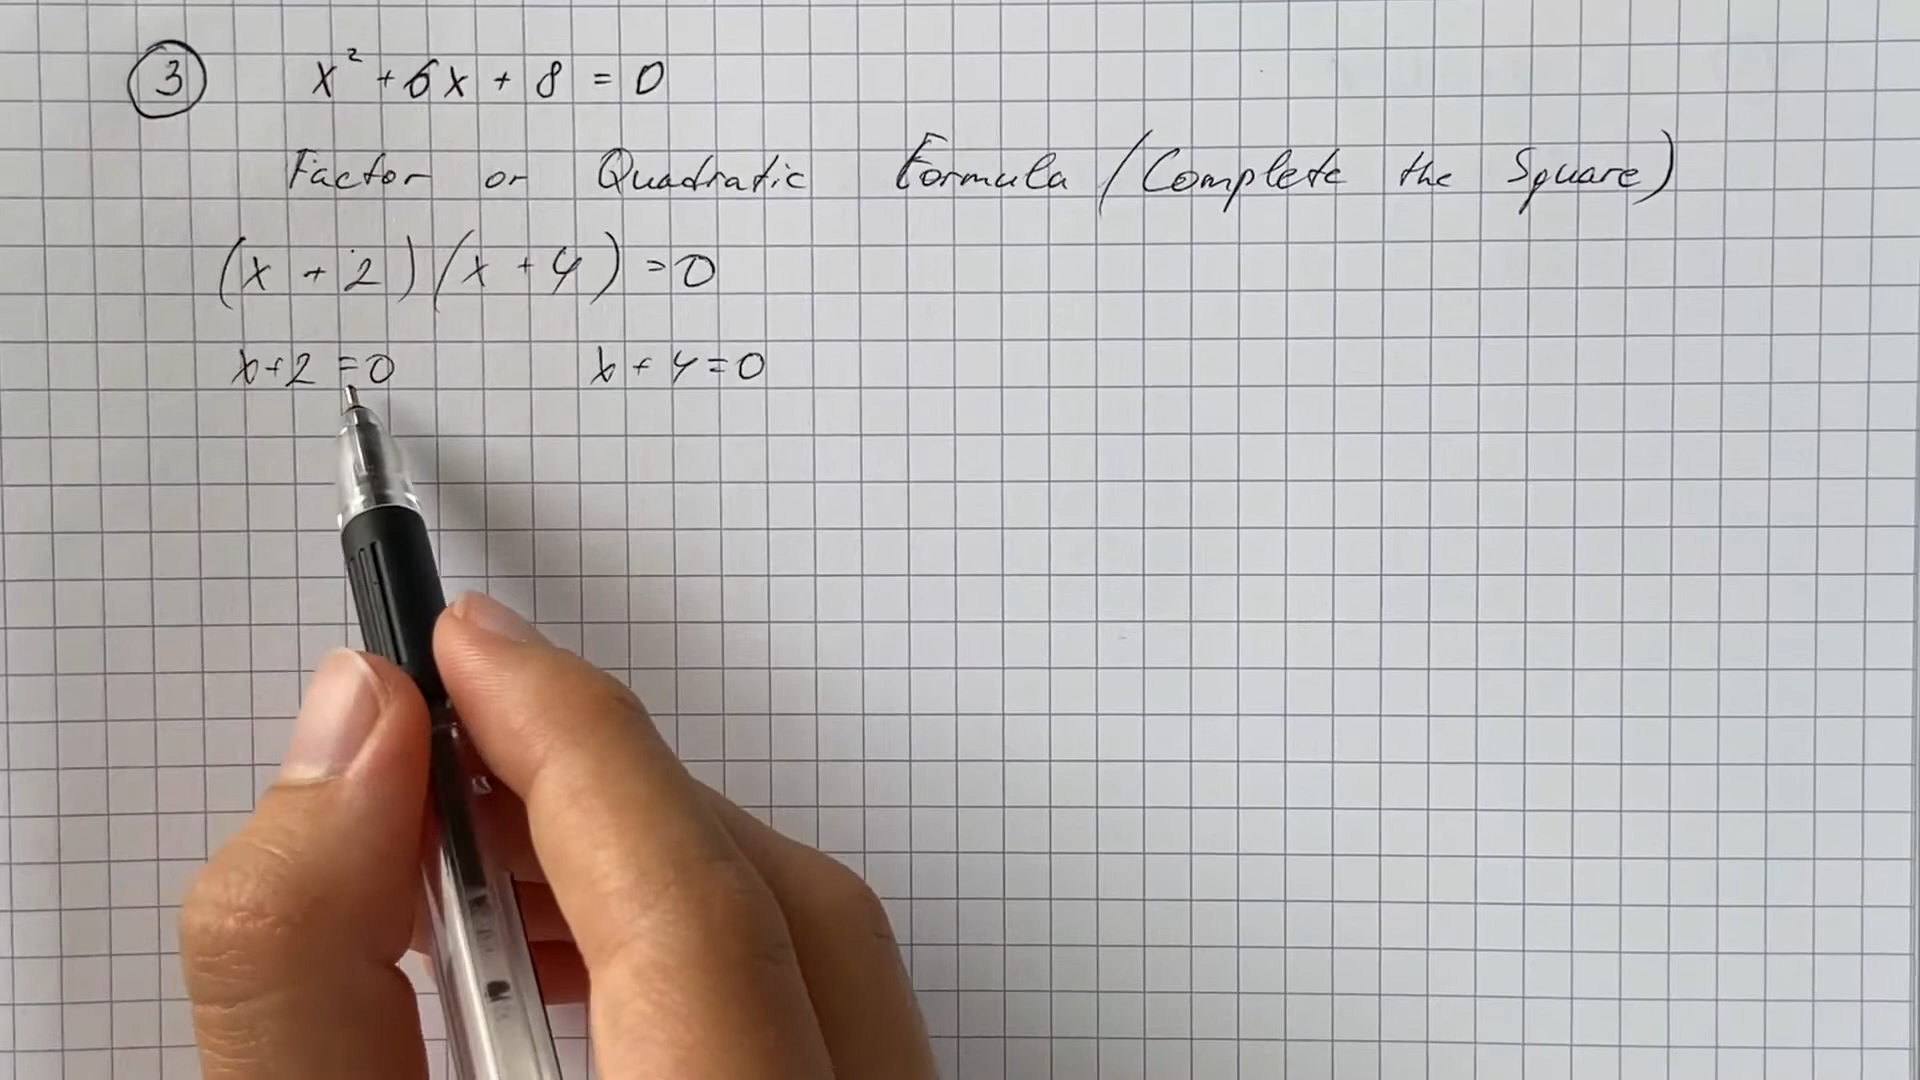 3 x² + 6x + 8 = 0
Factor or Quadratic Formula / (Complete the Square)
(x + 2)(x + 4) = 0
x+2 = 0 x + 4 = 0